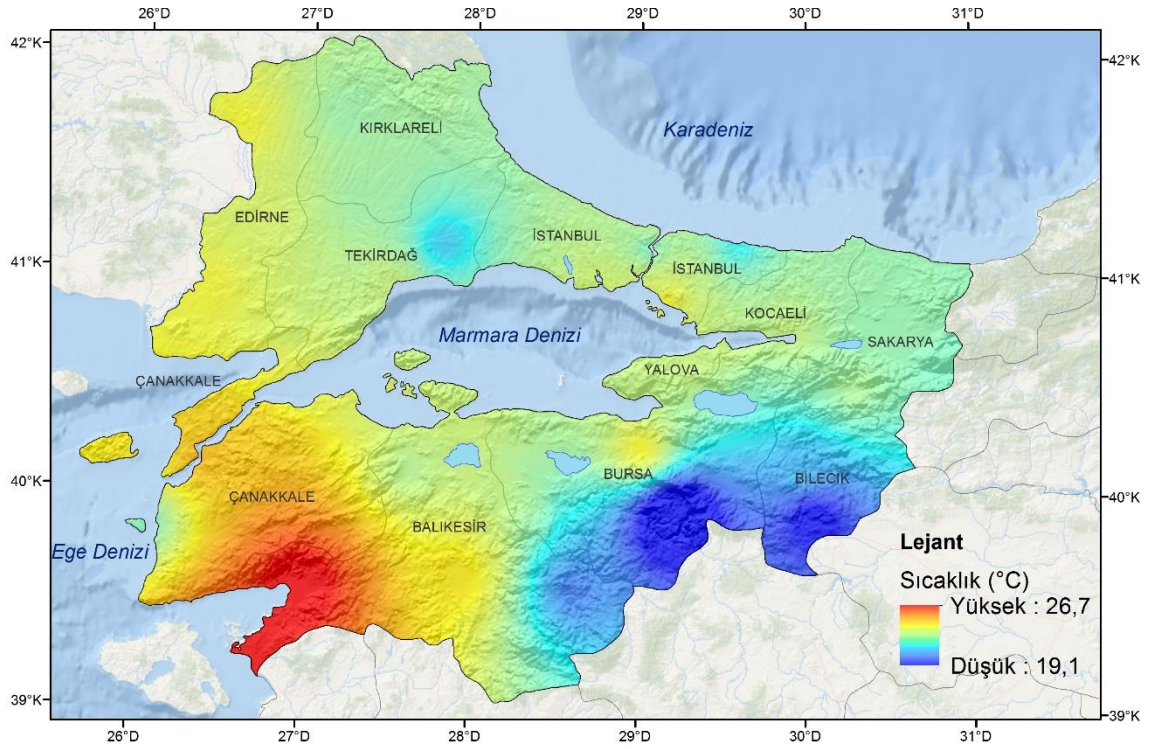 26°D 27°D 28°D 29°D 30°D 31°D
42°K 42°K
KIRKLARELİ
Karadeniz
EDİRNE
İSTANBUL
TEKİRDAĞ
41°K İSTANBUL 41°K
KOCAELİ
Marmara Denizi
SAKARYA
YALOVA
ÇANAKKALE
40°K BURSA BİLECİK 40°K
ÇANAKKALE
BALIKESİR
Ege Denizi
Lejant
Sıcaklık (°C)
Yüksek : 26,7
Düşük : 19,1
39°K 39°K
26°D 27°D 28°D 29°D 30°D 31°D